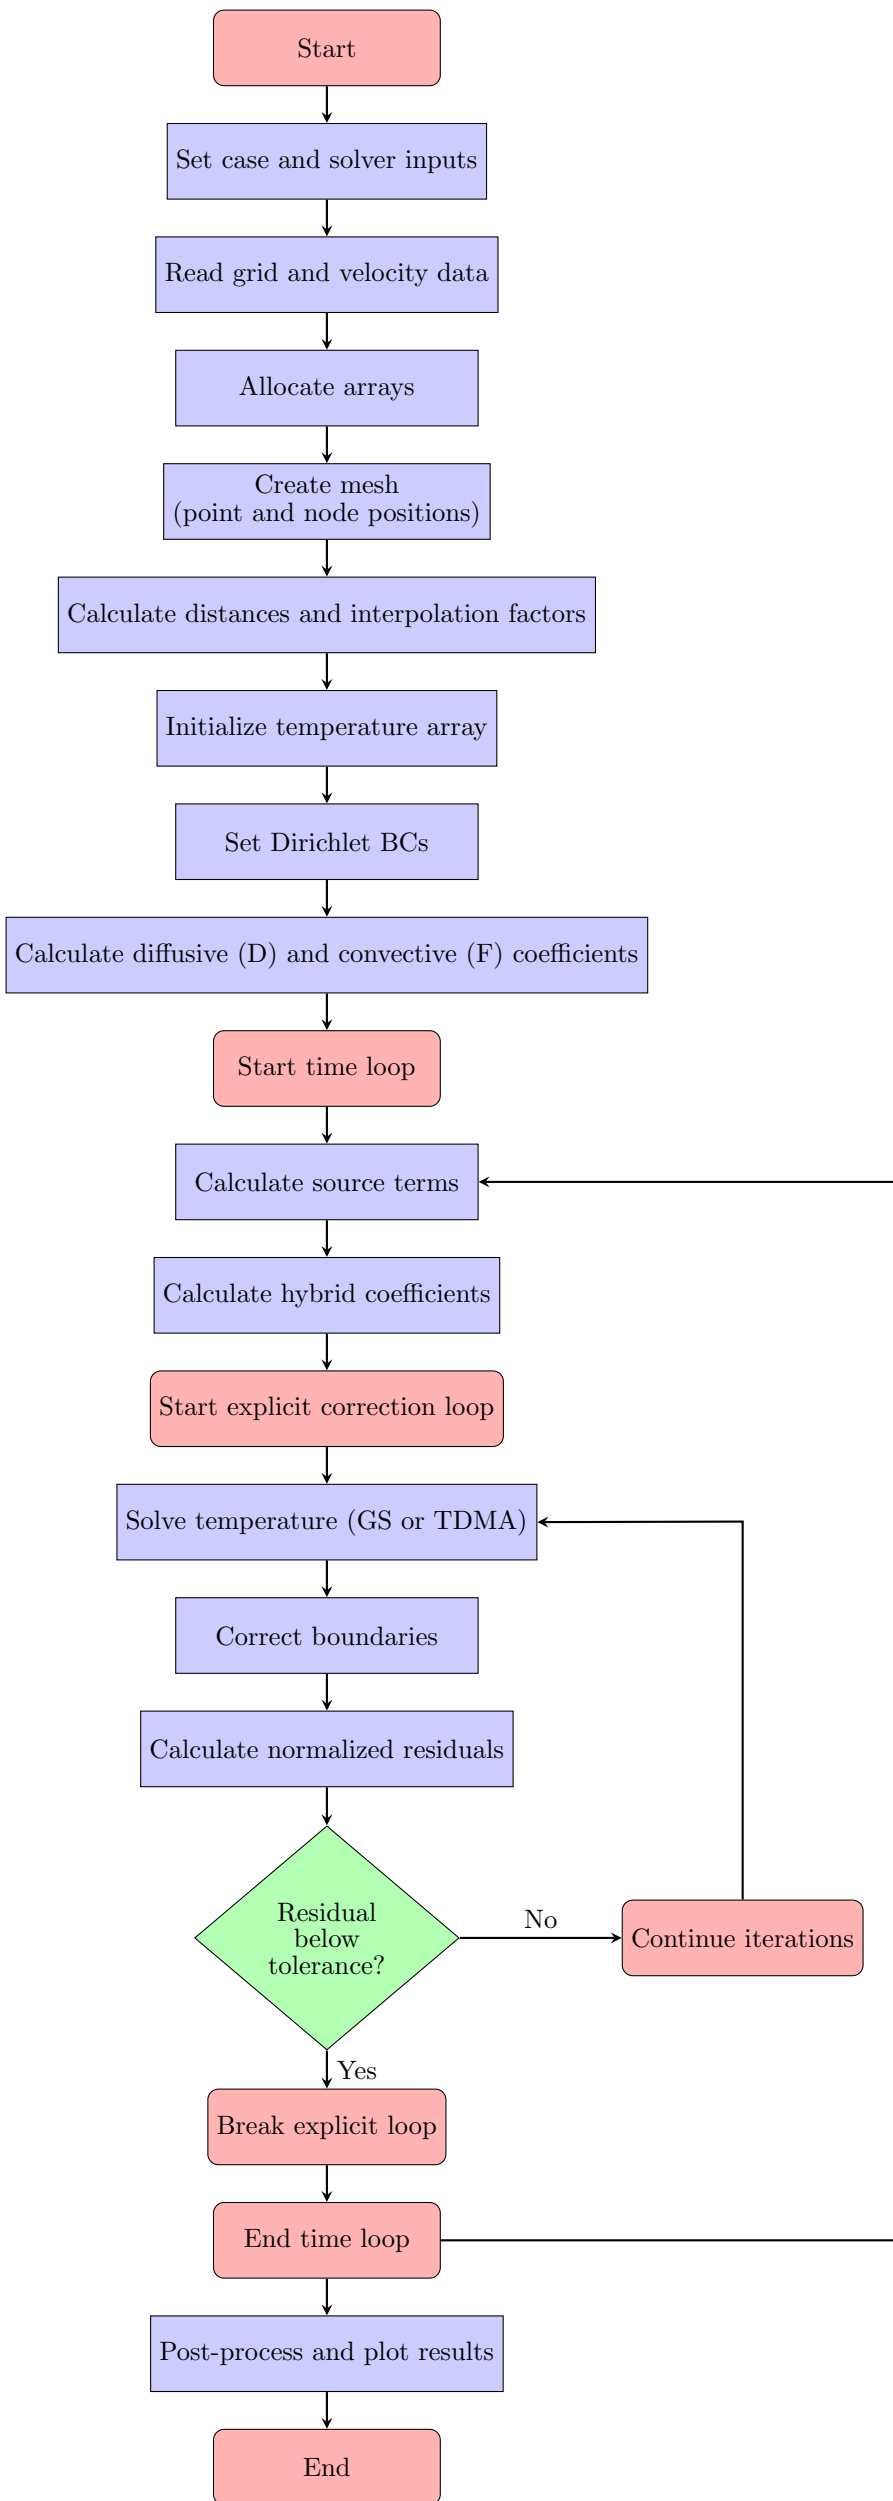 Start
Set case and solver inputs
Read grid and velocity data
Allocate arrays
Create mesh
(point and node positions)
Calculate distances and interpolation factors
Initialize temperature array
Set Dirichlet BCs
Calculate diffusive (D) and convective (F) coefficients
Start time loop
Calculate source terms
Calculate hybrid coefficients
Start explicit correction loop
Solve temperature (GS or TDMA)
Correct boundaries
Calculate normalized residuals
Residual
below
tolerance?
No
Continue iterations
Yes
Break explicit loop
End time loop
Post-process and plot results
End